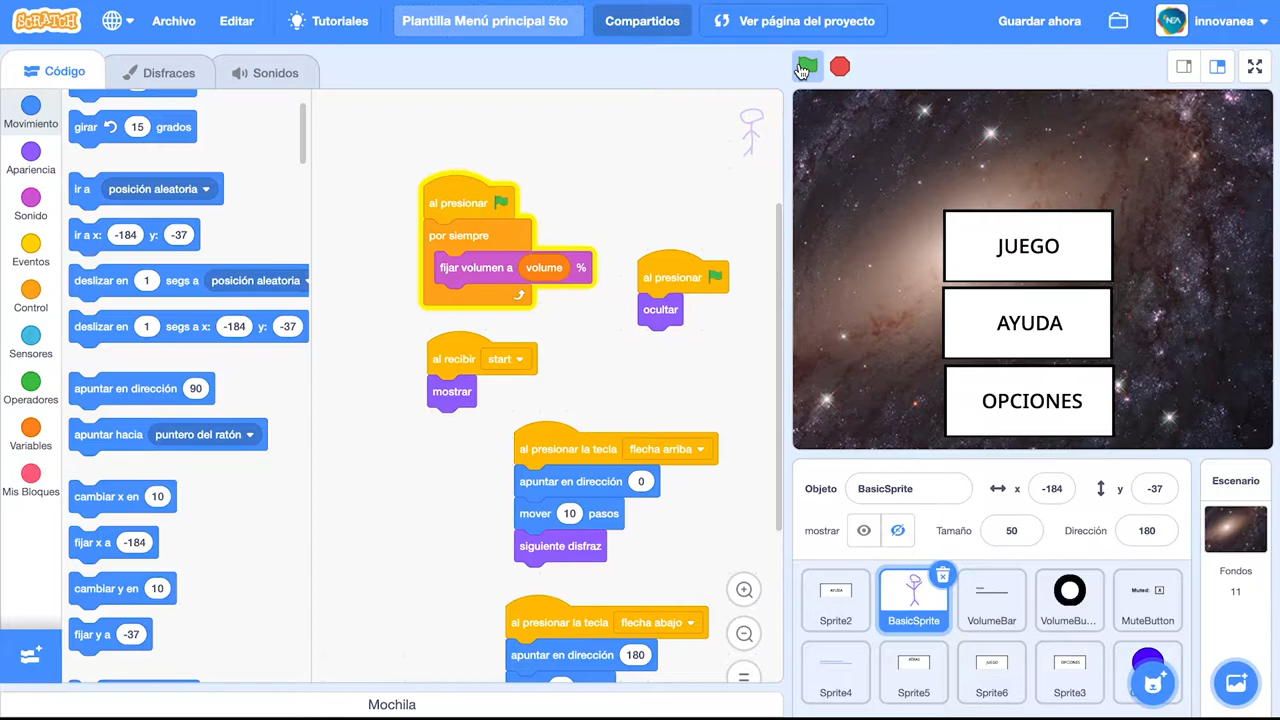 SCRATCH
Archivo
Editar
Tutoriales
Plantilla Menú principal 5to
Compartidos
Ver página del proyecto
Guardar ahora
innovanea
Código
Disfraces
Sonidos
Movimiento
Apariencia
Sonido
Eventos
Control
Sensores
Operadores
Variables
Mis Bloques
girar 15 grados
ir a posición aleatoria
ir a x: -184 y: -37
deslizar en 1 segs a posición aleatoria
deslizar en 1 segs a x: -184 y: -37
apuntar en dirección 90
apuntar hacia puntero del ratón
cambiar x en 10
fijar x a -184
cambiar y en 10
fijar y a -37
al presionar
por siempre
fijar volumen a volume %
al presionar
ocultar
al recibir start
mostrar
al presionar la tecla flecha arriba
apuntar en dirección 0
mover 10 pasos
siguiente disfraz
al presionar la tecla flecha abajo
apuntar en dirección 180
Mochila
JUEGO
AYUDA
OPCIONES
Objeto BasicSprite x -184 y -37
mostrar Tamaño 50 Dirección 180
Escenario
Fondos
11
AYUDA
Sprite2
BasicSprite
VolumeBar
VolumeBu...
Muted: X
MuteButton
Sprite4
Sprite5
JUEGO
Sprite6
OPCIONES
Sprite3